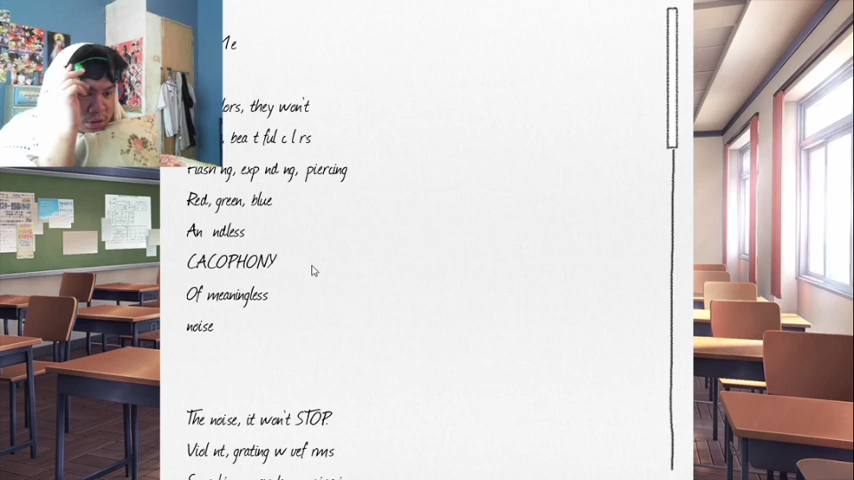 Me
lors, they won't
, bea t ful c l rs
Flash ng, exp nd ng, piercing
Red, green, blue
An  ndless
CACOPHONY
Of meaningless
noise
The noise, it won't STOP.
Viol nt, grating w vef rms